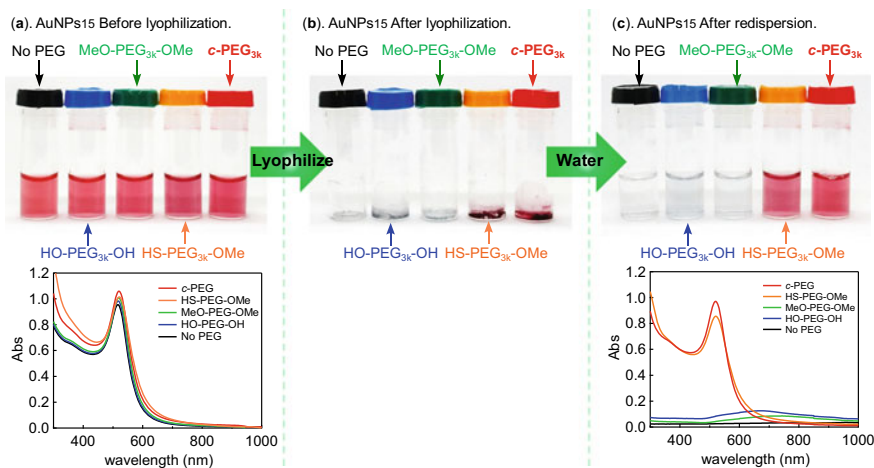 (a). AuNPs15 Before lyophilization.
No PEG
MeO-PEG3k-OMe
c-PEG3k
HO-PEG3k-OH
HS-PEG3k-OMe
Lyophilize
(b). AuNPs15 After lyophilization.
No PEG
MeO-PEG3k-OMe
c-PEG3k
HO-PEG3k-OH
HS-PEG3k-OMe
Water
(c). AuNPs15 After redispersion.
No PEG
MeO-PEG3k-OMe
c-PEG3k
HO-PEG3k-OH
HS-PEG3k-OMe
Abs
1.2
1.0
0.8
0.6
0.4
0.2
0.0
c-PEG
HS-PEG-OMe
MeO-PEG-OMe
HO-PEG-OH
No PEG
400 600 800 1000
wavelength (nm)
Abs
1.2
1.0
0.8
0.6
0.4
0.2
0.0
c-PEG
HS-PEG-OMe
MeO-PEG-OMe
HO-PEG-OH
No PEG
400 600 800 1000
wavelength (nm)